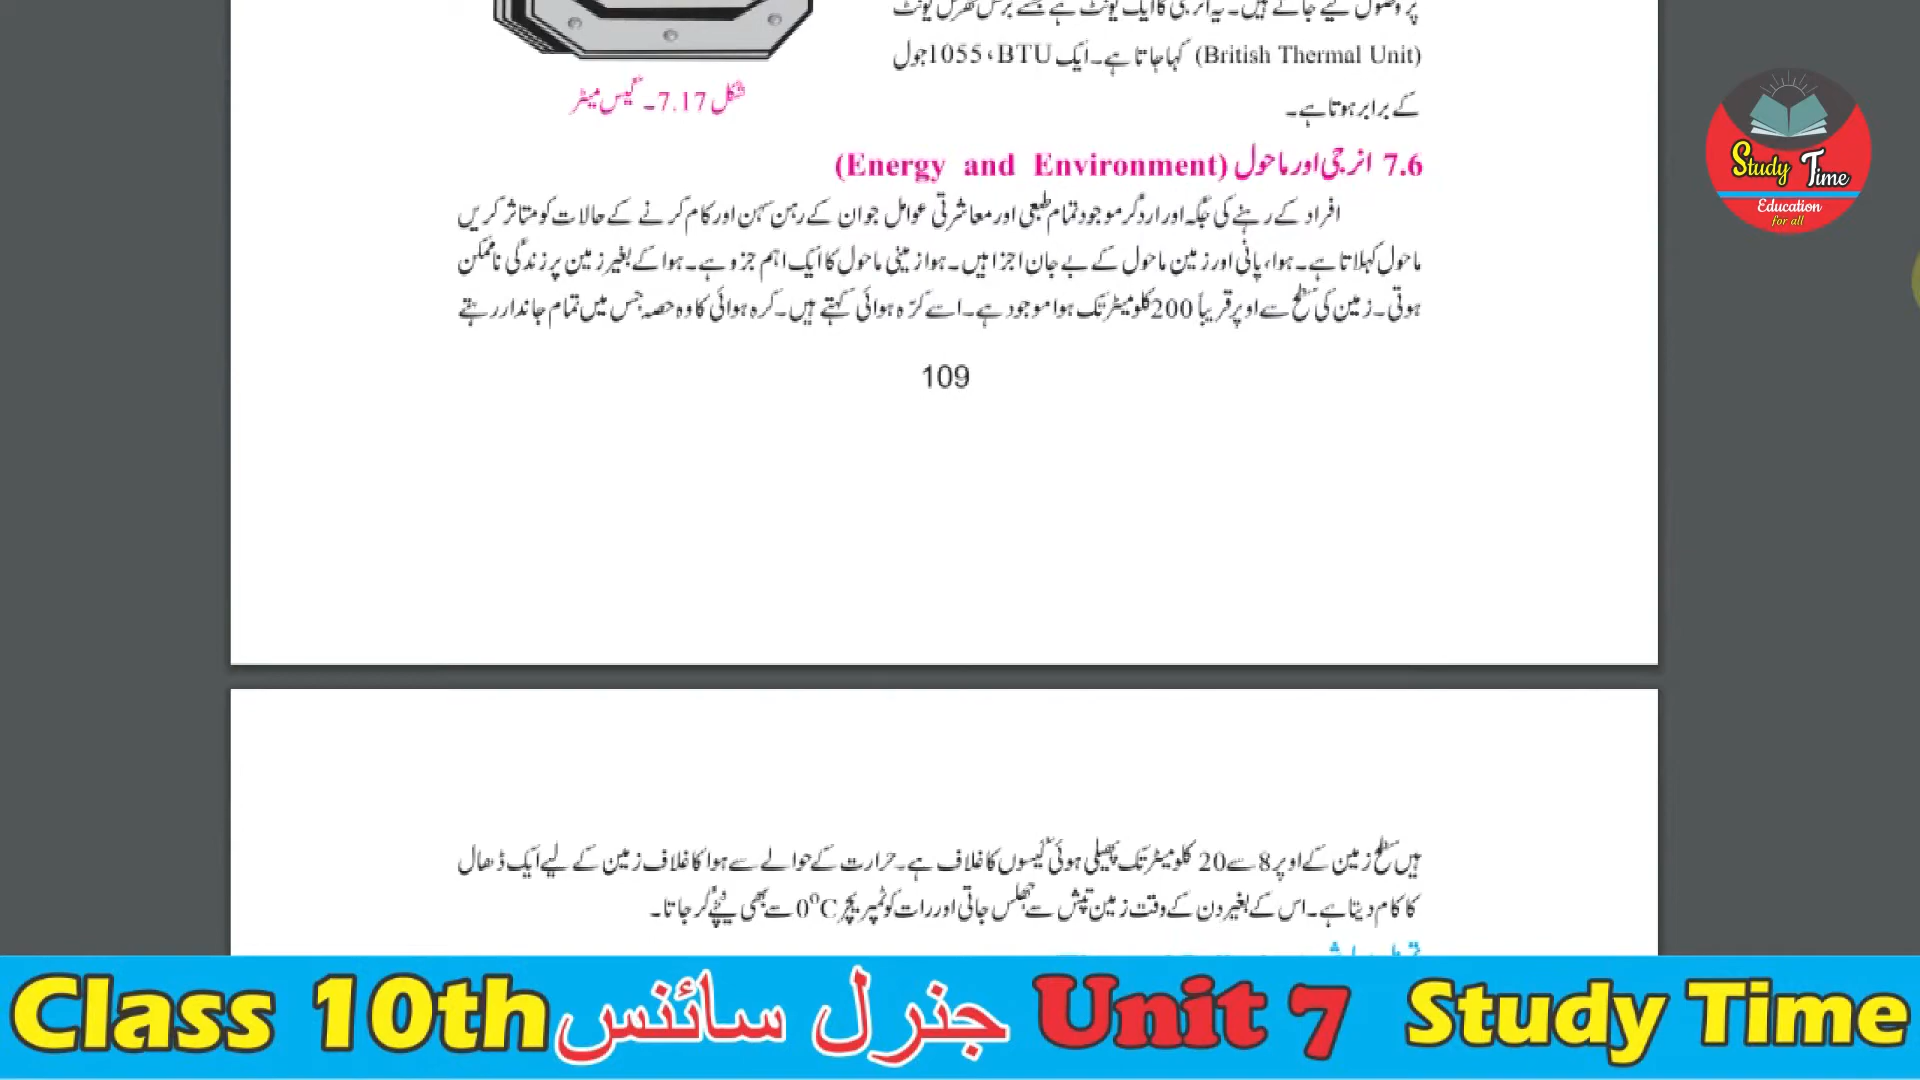 پر وصول کیے جاتے ہیں۔ یہ انرجی کا ایک یونٹ ہے جسے برٹش تھرمل یونٹ
(British Thermal Unit) کہا جاتا ہے۔ ایک BTU، 1055 جول
کے برابر ہوتا ہے۔
شکل 7.17۔ گیس میٹر
7.6 انرجی اور ماحول (Energy and Environment)
افراد کے رہنے کی جگہ اور اردگرد موجود تمام طبعی اور معاشرتی عوامل جو ان کے رہن سہن اور کام کرنے کے حالات کو متاثر کریں
ماحول کہلاتا ہے۔ ہوا، پانی اور زمین ماحول کے بے جان اجزا ہیں۔ ہوا زمینی ماحول کا ایک اہم جزو ہے۔ ہوا کے بغیر زمین پر زندگی ناممکن
ہوتی۔ زمین کی سطح سے اوپر قریباً 200 کلومیٹر تک ہوا موجود ہے۔ اسے کرّہ ہوائی کہتے ہیں۔ کرہ ہوائی کا وہ حصہ جس میں تمام جاندار رہتے
109
ہیں سطح زمین کے اوپر 8 سے 20 کلومیٹر تک پھیلی ہوئی گیسوں کا غلاف ہے۔ حرارت کے حوالے سے ہوا کا غلاف زمین کے لیے ایک ڈھال
کا کام دیتا ہے۔ اس کے بغیر دن کے وقت زمین تپش سے جھلس جاتی اور رات کو ٹمپریچر 0°C سے بھی نیچے گر جاتا۔
Study Time
Education
for all
Class 10th جنرل سائنس Unit 7 Study Time